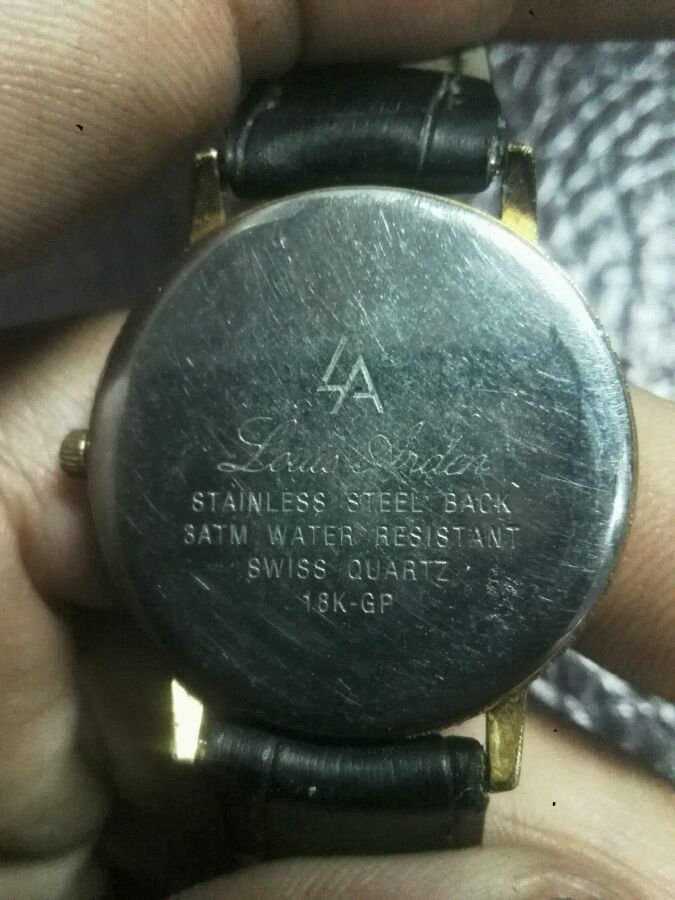 LA
Louis Arden
STAINLESS STEEL BACK
3ATM WATER RESISTANT
SWISS QUARTZ
18K-GP